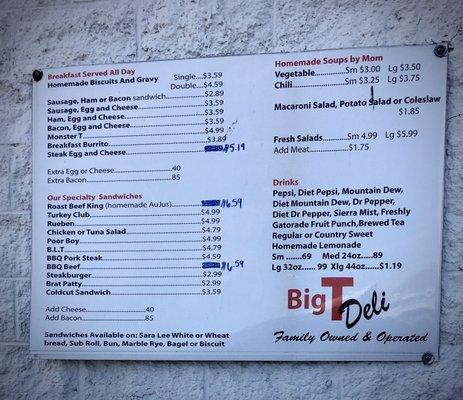 Breakfast Served All Day
Homemade Biscuits And Gravy Single....$3.59
Double....$4.59
Sausage, Ham or Bacon sandwich............$2.89
Sausage, Egg and Cheese............$3.59
Ham, Egg and Cheese............$3.59
Bacon, Egg and Cheese............$3.59
Monster T............$4.99
Breakfast Burrito............$3.89
Steak Egg and Cheese............$5.19
Extra Egg or Cheese............40
Extra Bacon............85
Our Specialty Sandwiches
Roast Beef King (homemade AuJus)............$6.59
Turkey Club............$4.99
Rueben............$4.99
Chicken or Tuna Salad............$4.79
Poor Boy............$4.99
B.L.T............$4.79
BBQ Pork Steak............$4.59
BBQ Beef............$6.59
Steakburger............$2.99
Brat Patty............$2.99
Coldcut Sandwich............$3.59
Add Cheese............40
Add Bacon............85
Sandwiches Available on: Sara Lee White or Wheat
bread, Sub Roll, Bun, Marble Rye, Bagel or Biscuit
Homemade Soups by Mom
Vegetable............Sm $3.00 Lg $3.50
Chili............Sm $3.25 Lg $3.75
Macaroni Salad, Potato Salad or Coleslaw
$1.85
Fresh Salads............Sm 4.99 Lg $5.99
Add Meat............$1.75
Drinks
Pepsi, Diet Pepsi, Mountain Dew,
Diet Mountain Dew, Dr Pepper,
Diet Dr Pepper, Sierra Mist, Freshly
Gatorade Fruit Punch,Brewed Tea
Regular or Country Sweet
Homemade Lemonade
Sm .......69 Med 24oz.....89
Lg 32oz...... 99 Xlg 44oz......$1.19
Big T Deli
Family Owned & Operated